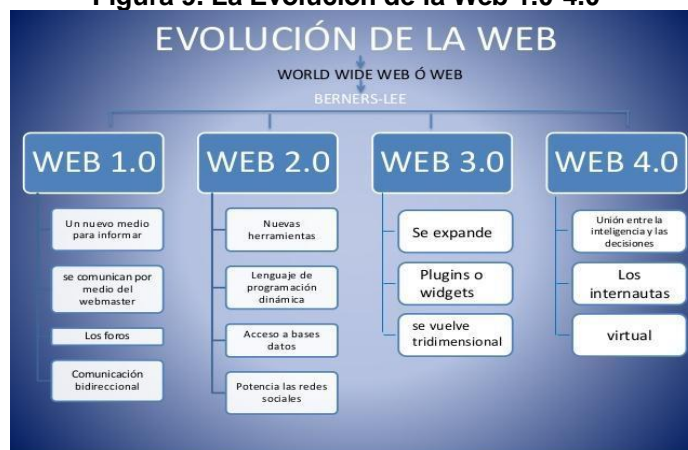 Figura 9. La Evolución de la Web 1.0-4.0
EVOLUCIÓN DE LA WEB
WORLD WIDE WEB Ó WEB
BERNERS-LEE
WEB 1.0
Un nuevo medio
para informar
se comunican por
medio del
webmaster
Los foros
Comunicación
bidireccional
WEB 2.0
Nuevas
herramientas
Lenguaje de
programación
dinámica
Acceso a bases
datos
Potencia las redes
sociales
WEB 3.0
Se expande
Plugins o
widgets
se vuelve
tridimensional
WEB 4.0
Unión entre la
inteligencia y las
decisiones
Los
internautas
virtual